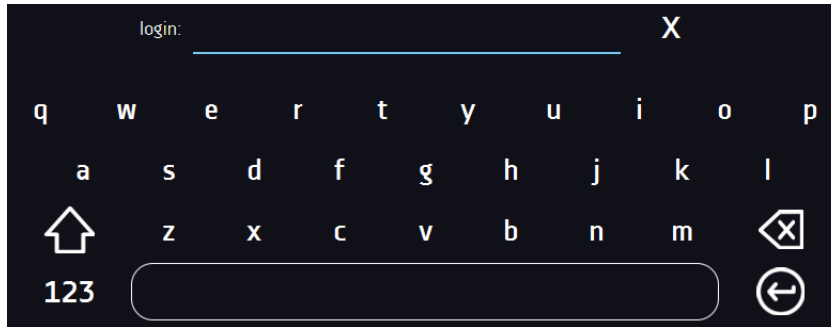 login: X
q w e r t y u i o p
a s d f g h j k l
z x c v b n m
123